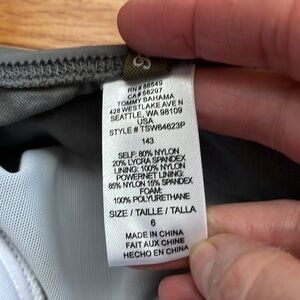 RN# 86549
CA# 58297
TOMMY BAHAMA
428 WESTLAKE AVE N
SEATTLE, WA 98109
USA
STYLE # TSW64623P
143
SELF: 80% NYLON
20% LYCRA SPANDEX
LINING: 100% NYLON
POWERNET LINING:
85% NYLON 15% SPANDEX
FOAM:
100% POLYURETHANE
SIZE / TAILLE / TALLA
6
MADE IN CHINA
FAIT AUX CHINE
HECHO EN CHINA